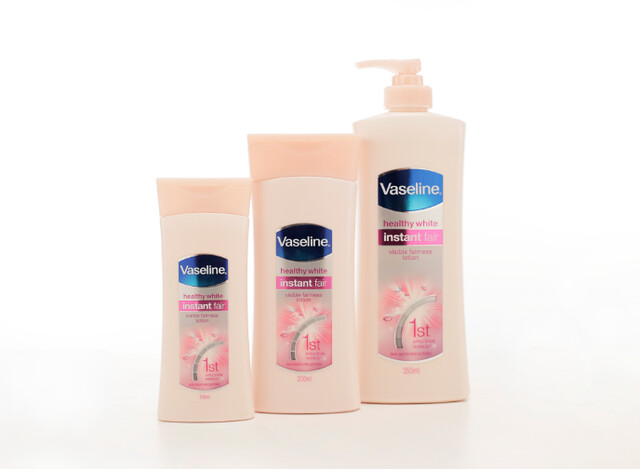 Vaseline
healthy white
instant fair
visible fairness
lotion
1st
Vaseline
healthy white
instant fair
visible fairness
lotion
1st
200ml
Vaseline
healthy white
instant fair
visible fairness
lotion
1st
350ml